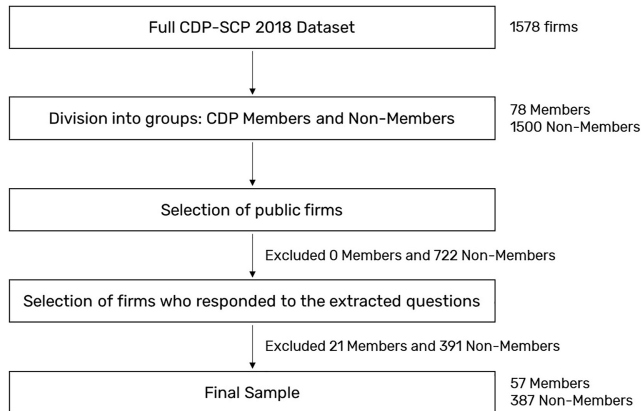 Full CDP-SCP 2018 Dataset
1578 firms
Division into groups: CDP Members and Non-Members
78 Members
1500 Non-Members
Selection of public firms
Excluded 0 Members and 722 Non-Members
Selection of firms who responded to the extracted questions
Excluded 21 Members and 391 Non-Members
Final Sample
57 Members
387 Non-Members